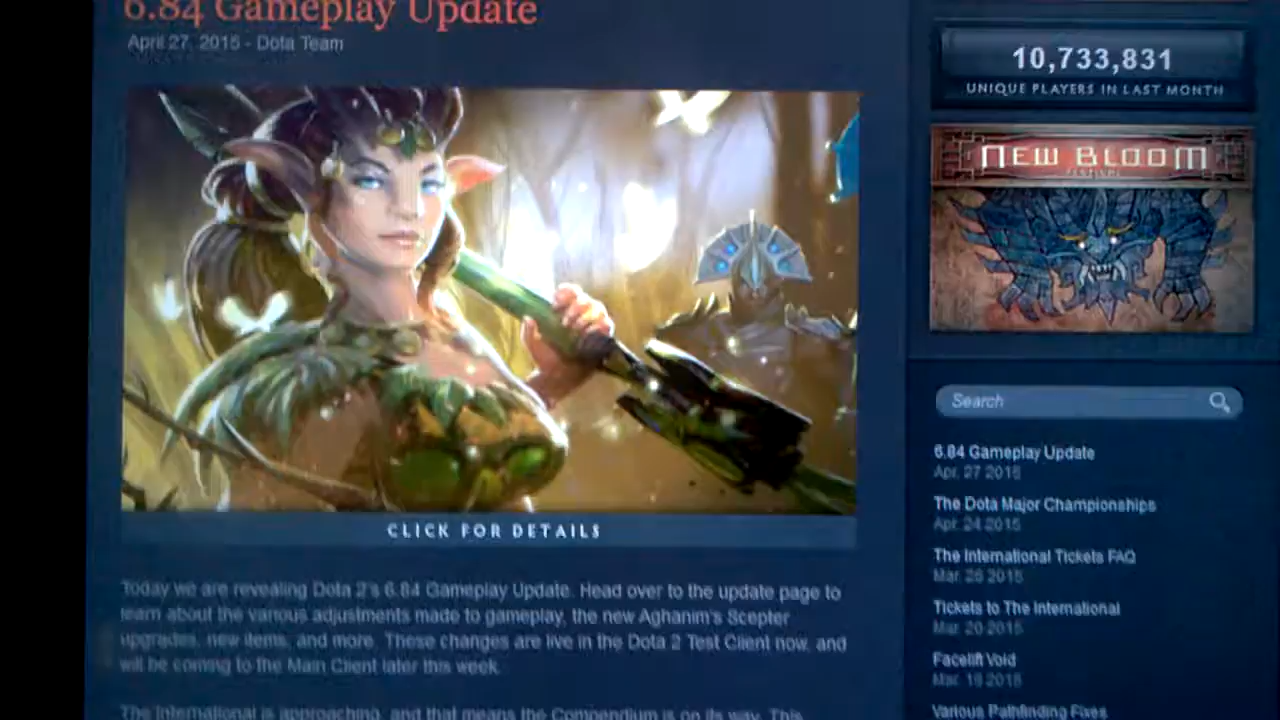 6.84 Gameplay Update
April 27, 2015 - Dota Team
CLICK FOR DETAILS
Today we are revealing Dota 2's 6.84 Gameplay Update. Head over to the update page to
learn about the various adjustments made to gameplay, the new Aghanim's Scepter
upgrades, new items, and more. These changes are live in the Dota 2 Test Client now, and
will be coming to the Main Client later this week.
The International is approaching, and that means the Compendium is on its way. This
10,733,831
UNIQUE PLAYERS IN LAST MONTH
NEW BLOOM
FESTIVAL
Search
6.84 Gameplay Update
Apr. 27 2015
The Dota Major Championships
Apr. 24 2015
The International Tickets FAQ
Mar. 26 2015
Tickets to The International
Mar. 20 2015
Facelift Void
Mar. 19 2015
Various Pathfinding Fixes